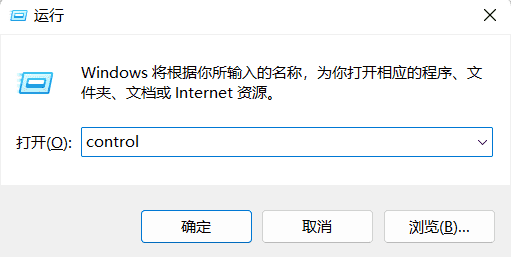 运行
Windows 将根据你所输入的名称，为你打开相应的程序、文
件夹、文档或 Internet 资源。
打开(O): control
确定 取消 浏览(B)...